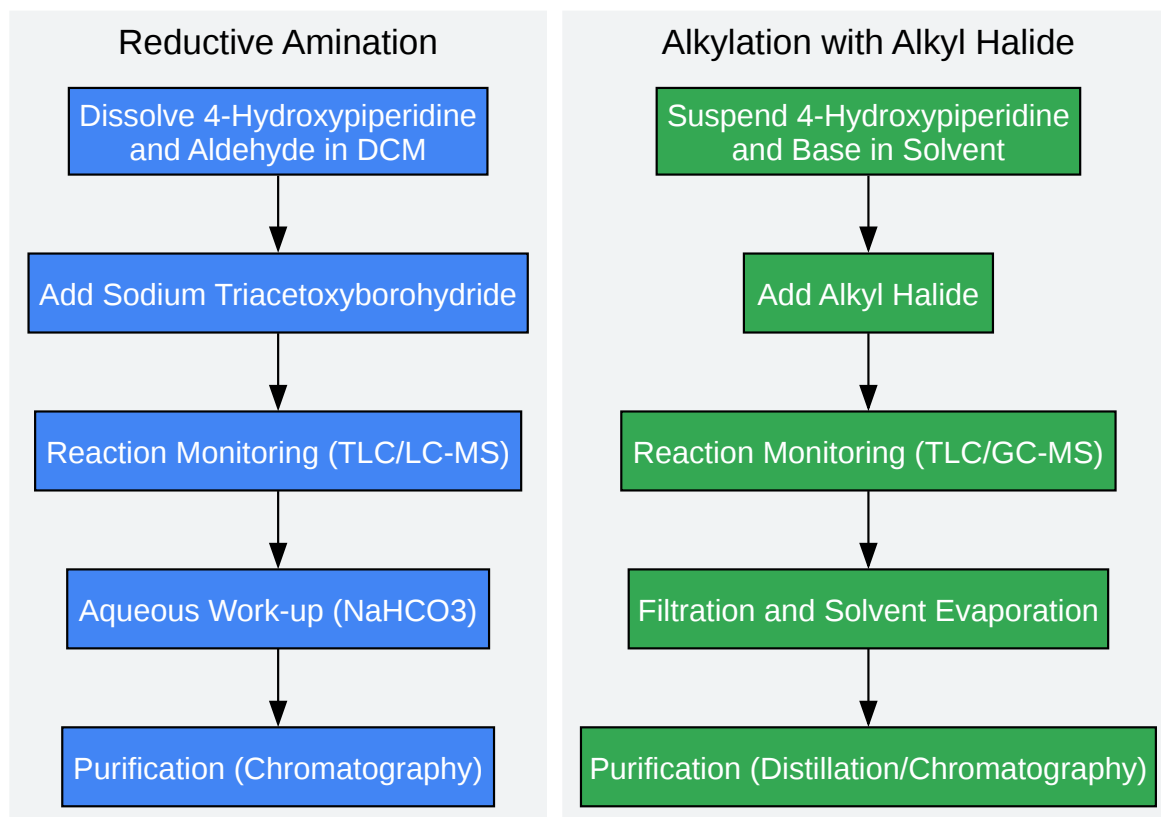 Reductive Amination
Dissolve 4-Hydroxypiperidine
and Aldehyde in DCM
Add Sodium Triacetoxyborohydride
Reaction Monitoring (TLC/LC-MS)
Aqueous Work-up (NaHCO3)
Purification (Chromatography)
Alkylation with Alkyl Halide
Suspend 4-Hydroxypiperidine
and Base in Solvent
Add Alkyl Halide
Reaction Monitoring (TLC/GC-MS)
Filtration and Solvent Evaporation
Purification (Distillation/Chromatography)